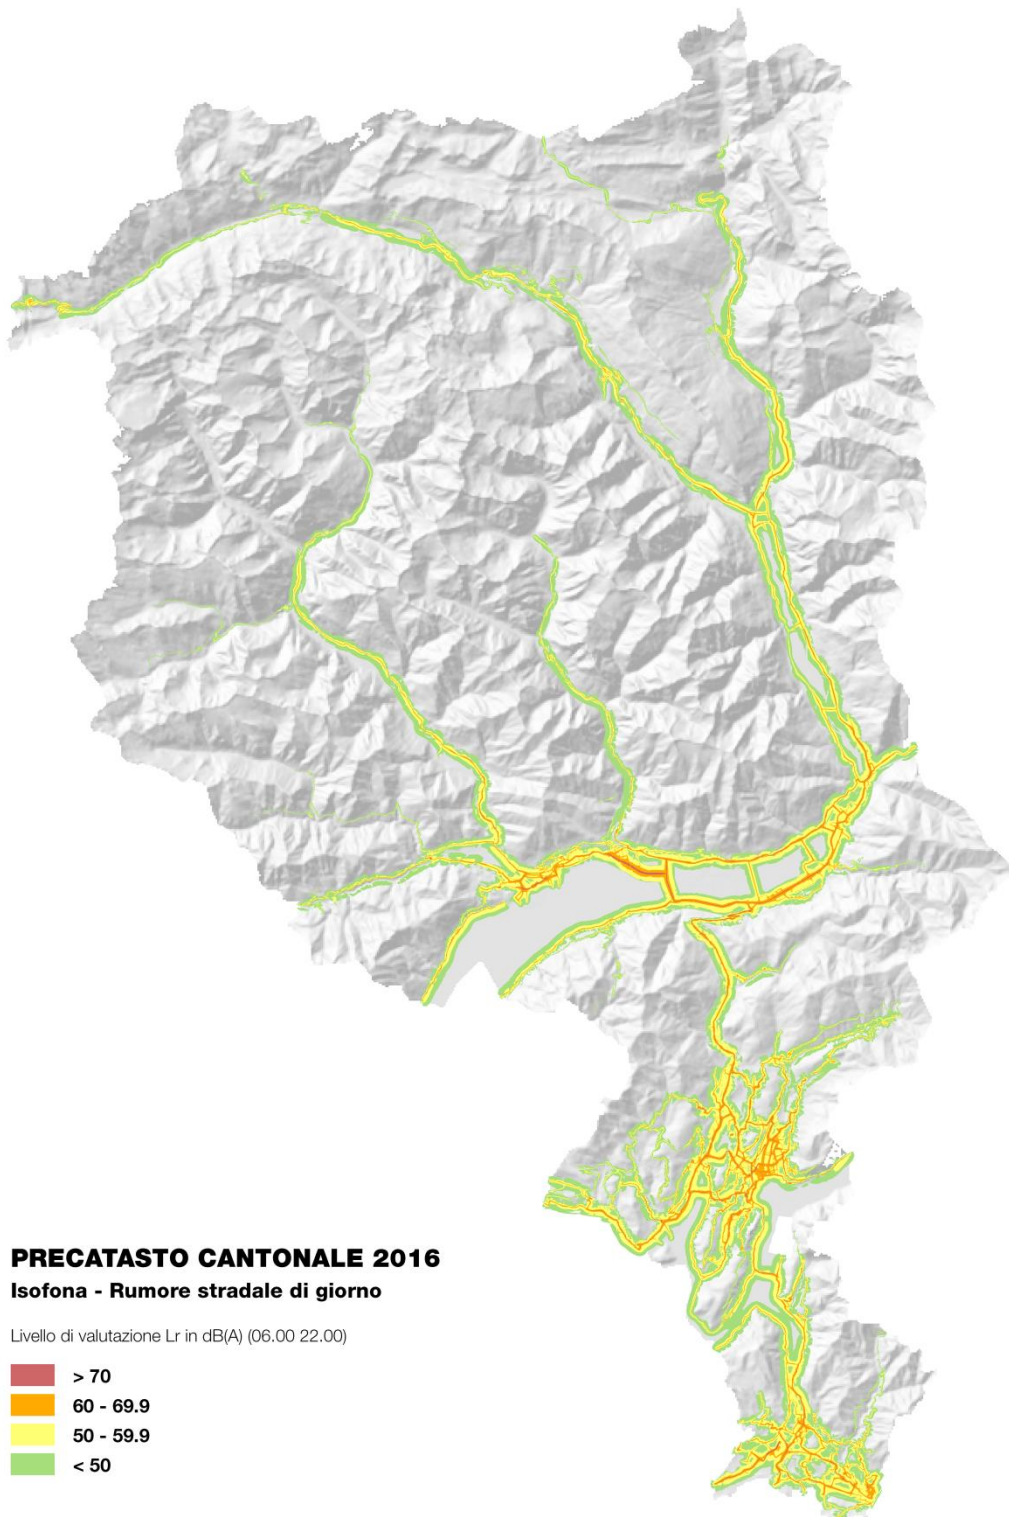 PRECATASTO CANTONALE 2016
Isofona - Rumore stradale di giorno
Livello di valutazione Lr in dB(A) (06.00 22.00)
> 70
60 - 69.9
50 - 59.9
< 50